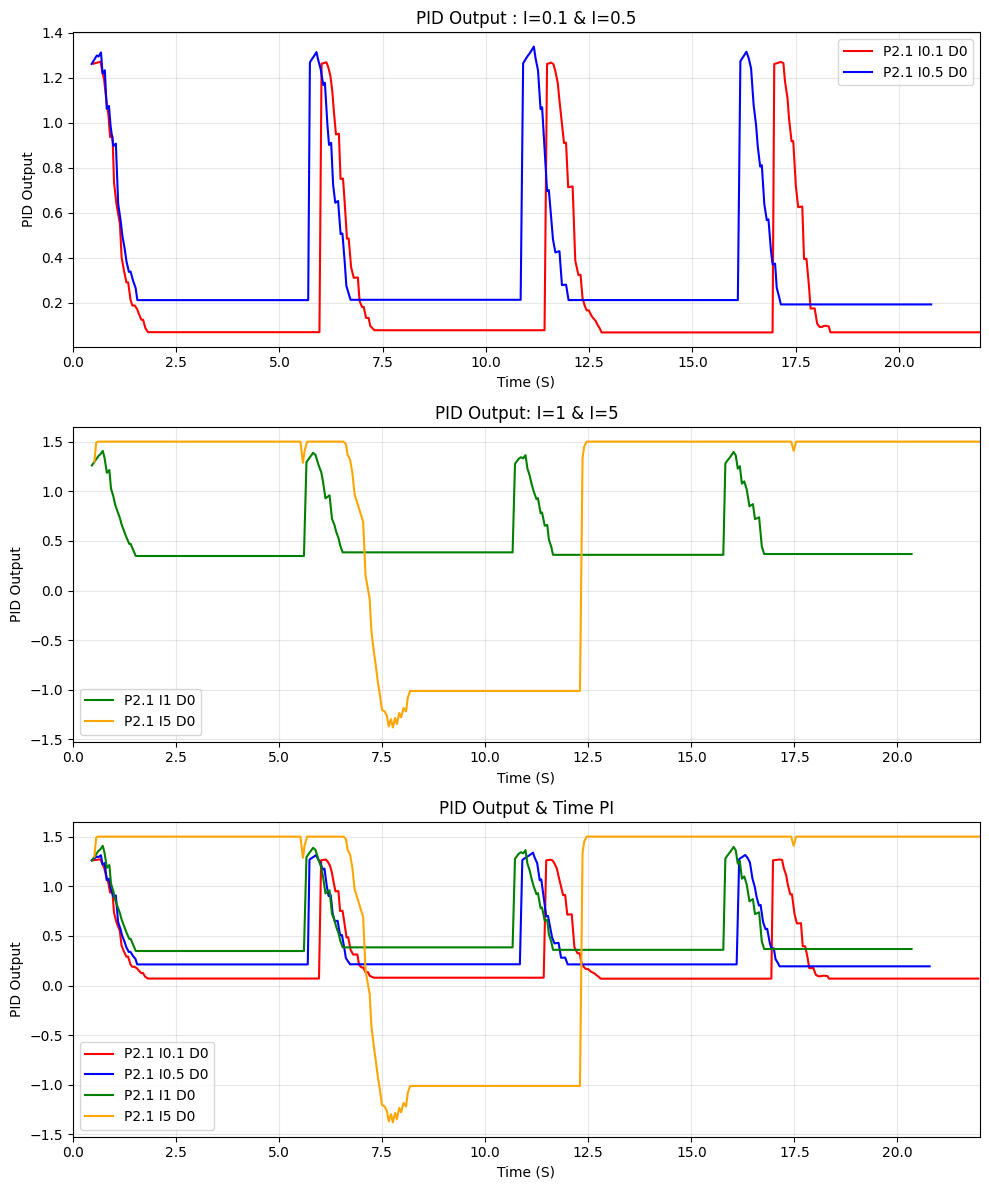 PID Output : I=0.1 & I=0.5
1.4
1.2
1.0
0.8
0.6
0.4
0.2
PID Output
P2.1 I0.1 D0
P2.1 I0.5 D0
0.0 2.5 5.0 7.5 10.0 12.5 15.0 17.5 20.0
Time (S)
PID Output: I=1 & I=5
1.5
1.0
0.5
0.0
−0.5
−1.0
−1.5
PID Output
P2.1 I1 D0
P2.1 I5 D0
0.0 2.5 5.0 7.5 10.0 12.5 15.0 17.5 20.0
Time (S)
PID Output & Time PI
1.5
1.0
0.5
0.0
−0.5
−1.0
−1.5
PID Output
P2.1 I0.1 D0
P2.1 I0.5 D0
P2.1 I1 D0
P2.1 I5 D0
0.0 2.5 5.0 7.5 10.0 12.5 15.0 17.5 20.0
Time (S)